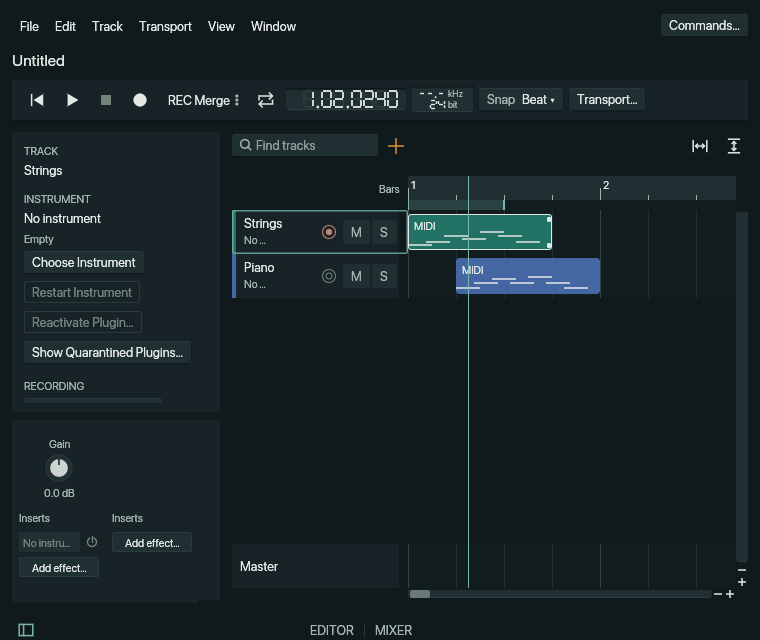 File Edit Track Transport View Window Commands...
Untitled
REC Merge 1.02.0240 --.-- kHz Snap Beat Transport...
24 bit
TRACK
Strings
INSTRUMENT
No instrument
Empty
Choose Instrument
Restart Instrument
Reactivate Plugin...
Show Quarantined Plugins...
RECORDING
Gain
0.0 dB
Inserts Inserts
No instru... Add effect...
Add effect...
Find tracks
Bars 1 2
Strings M S MIDI
No ...
Piano M S MIDI
No ...
Master
EDITOR MIXER